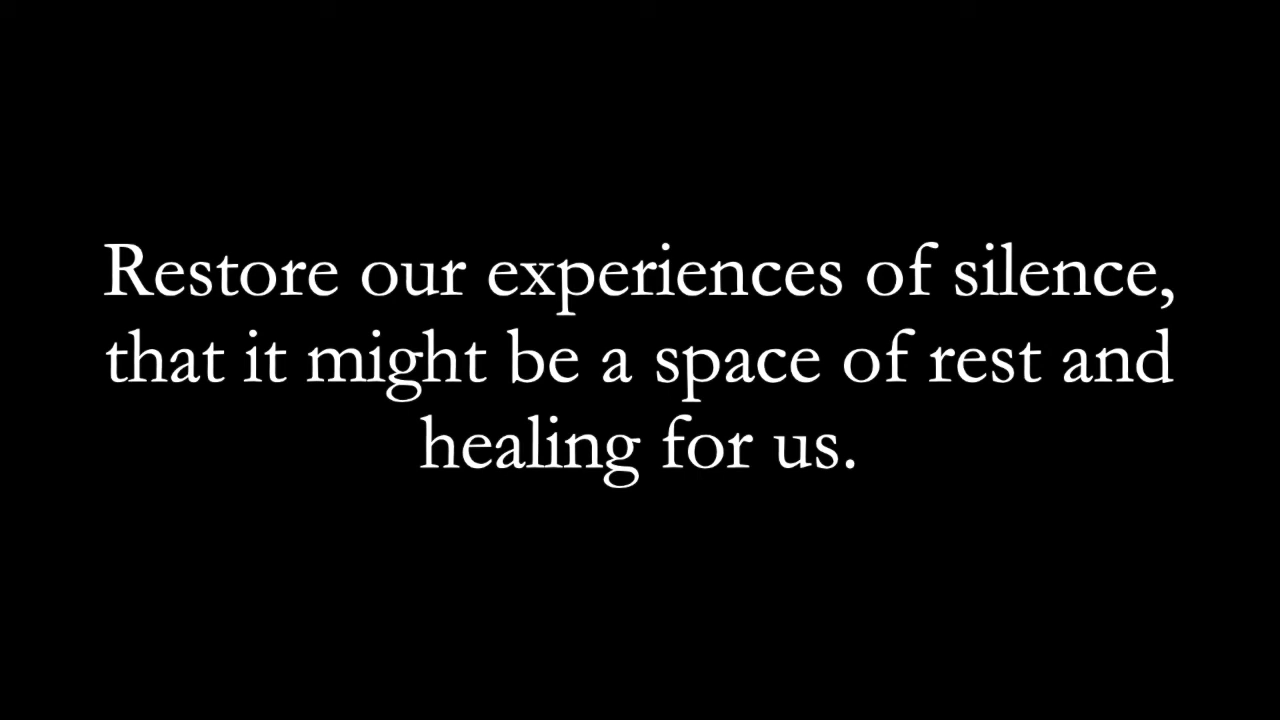 Restore our experiences of silence,
that it might be a space of rest and
healing for us.